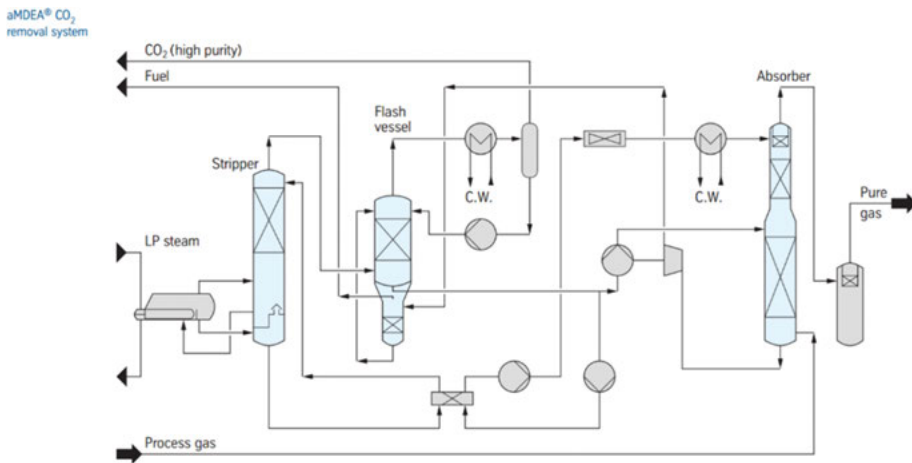 aMDEA® CO₂
removal system
CO₂ (high purity)
Fuel
Absorber
Flash
vessel
Stripper
C.W.
C.W.
Pure
gas
LP steam
Process gas